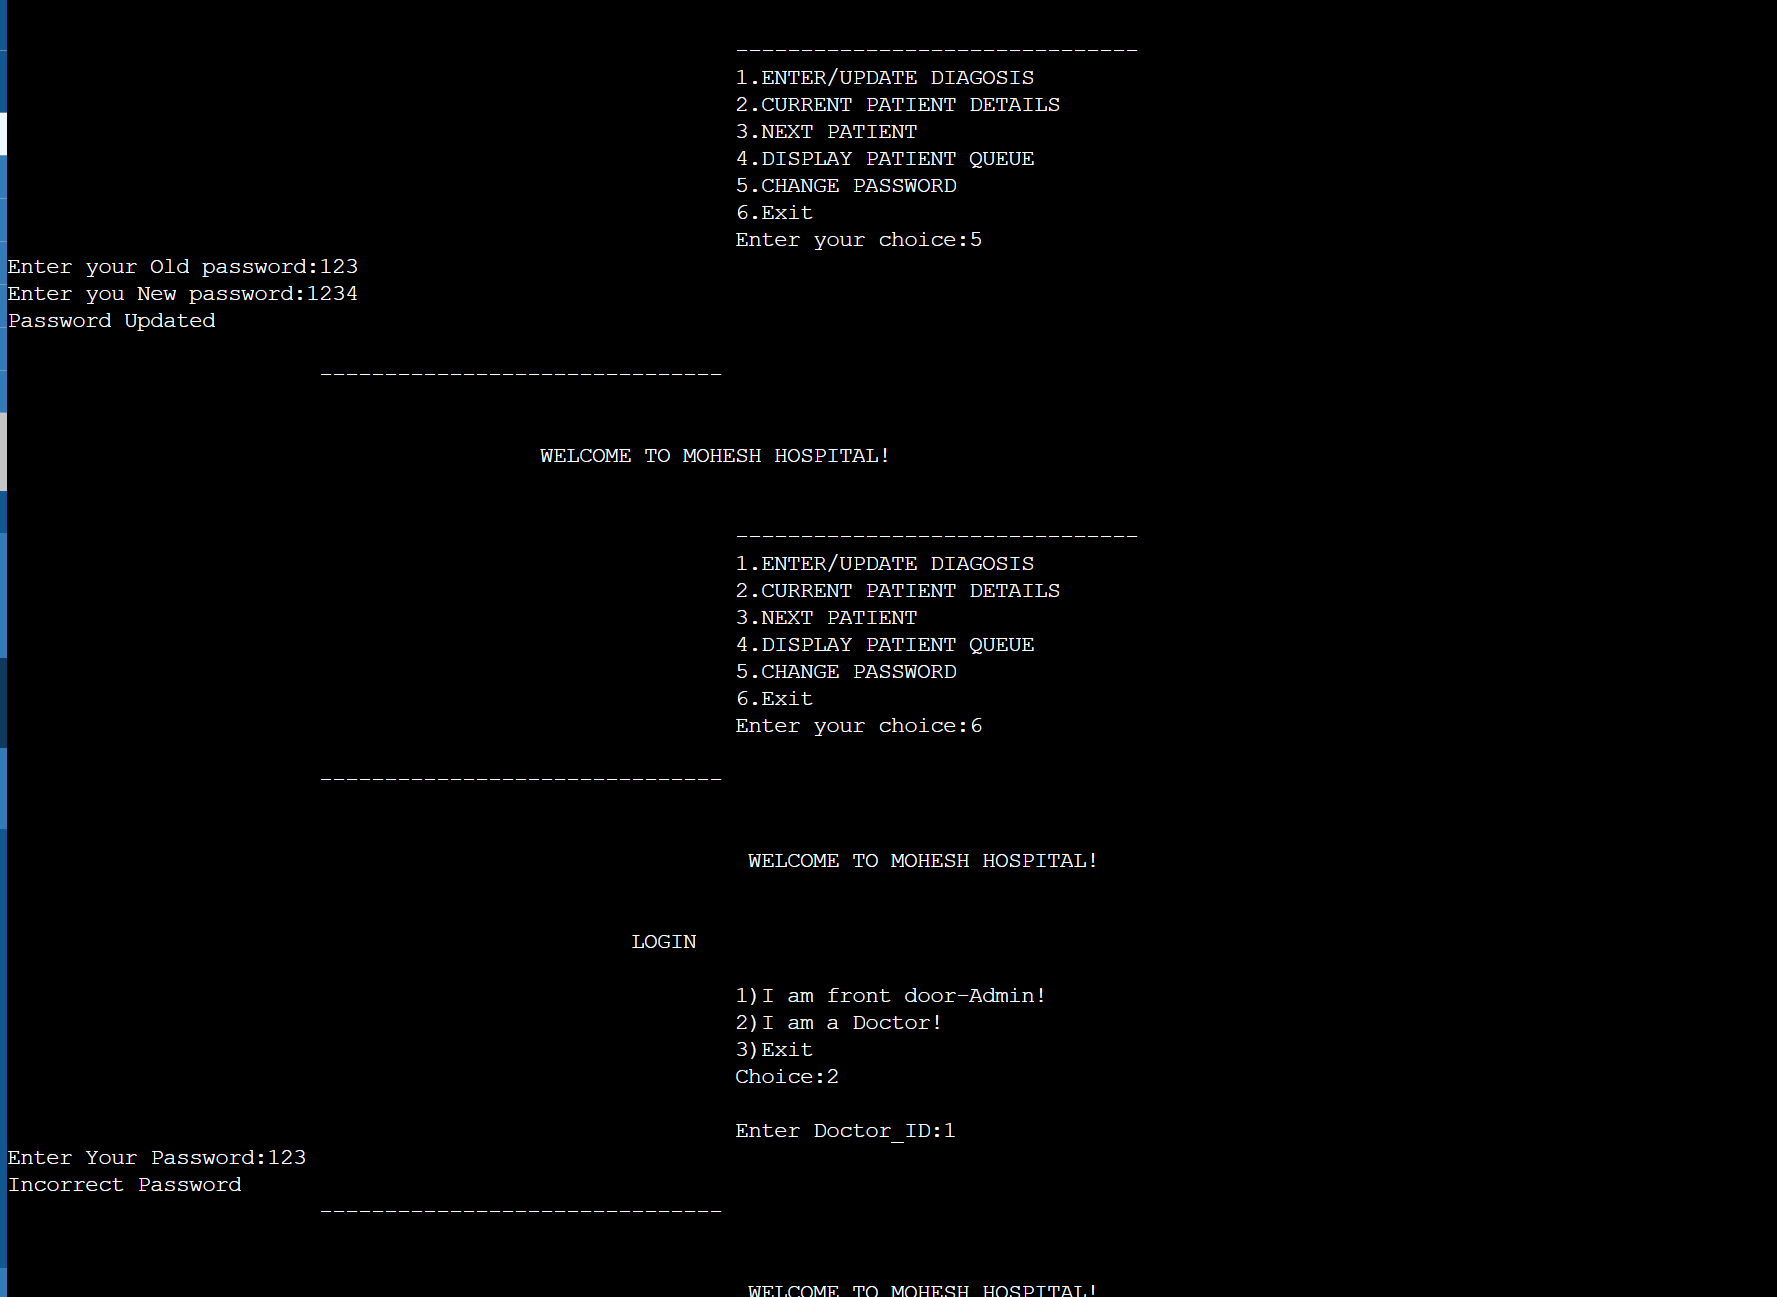 -------------------------------
1.ENTER/UPDATE DIAGOSIS
2.CURRENT PATIENT DETAILS
3.NEXT PATIENT
4.DISPLAY PATIENT QUEUE
5.CHANGE PASSWORD
6.Exit
Enter your choice:5
Enter your Old password:123
Enter you New password:1234
Password Updated
-------------------------------
WELCOME TO MOHESH HOSPITAL!
-------------------------------
1.ENTER/UPDATE DIAGOSIS
2.CURRENT PATIENT DETAILS
3.NEXT PATIENT
4.DISPLAY PATIENT QUEUE
5.CHANGE PASSWORD
6.Exit
Enter your choice:6
-------------------------------
WELCOME TO MOHESH HOSPITAL!
LOGIN
1)I am front door-Admin!
2)I am a Doctor!
3)Exit
Choice:2
Enter Doctor_ID:1
Enter Your Password:123
Incorrect Password
-------------------------------
WELCOME TO MOHESH HOSPITAL!